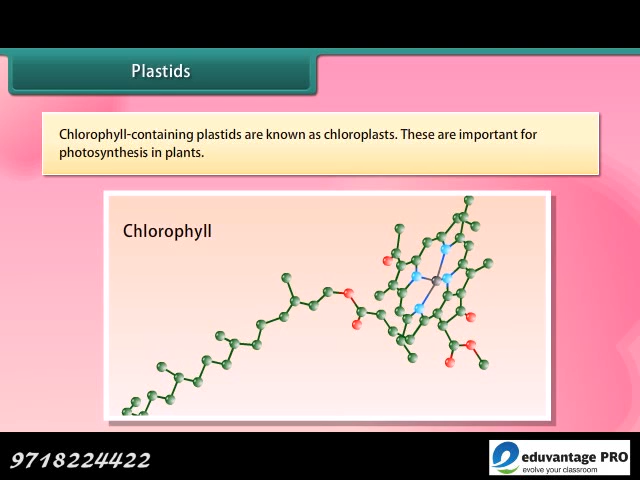 Plastids
Chlorophyll-containing plastids are known as chloroplasts. These are important for
photosynthesis in plants.
Chlorophyll
9718224422
eduvantage PRO
evolve your classroom